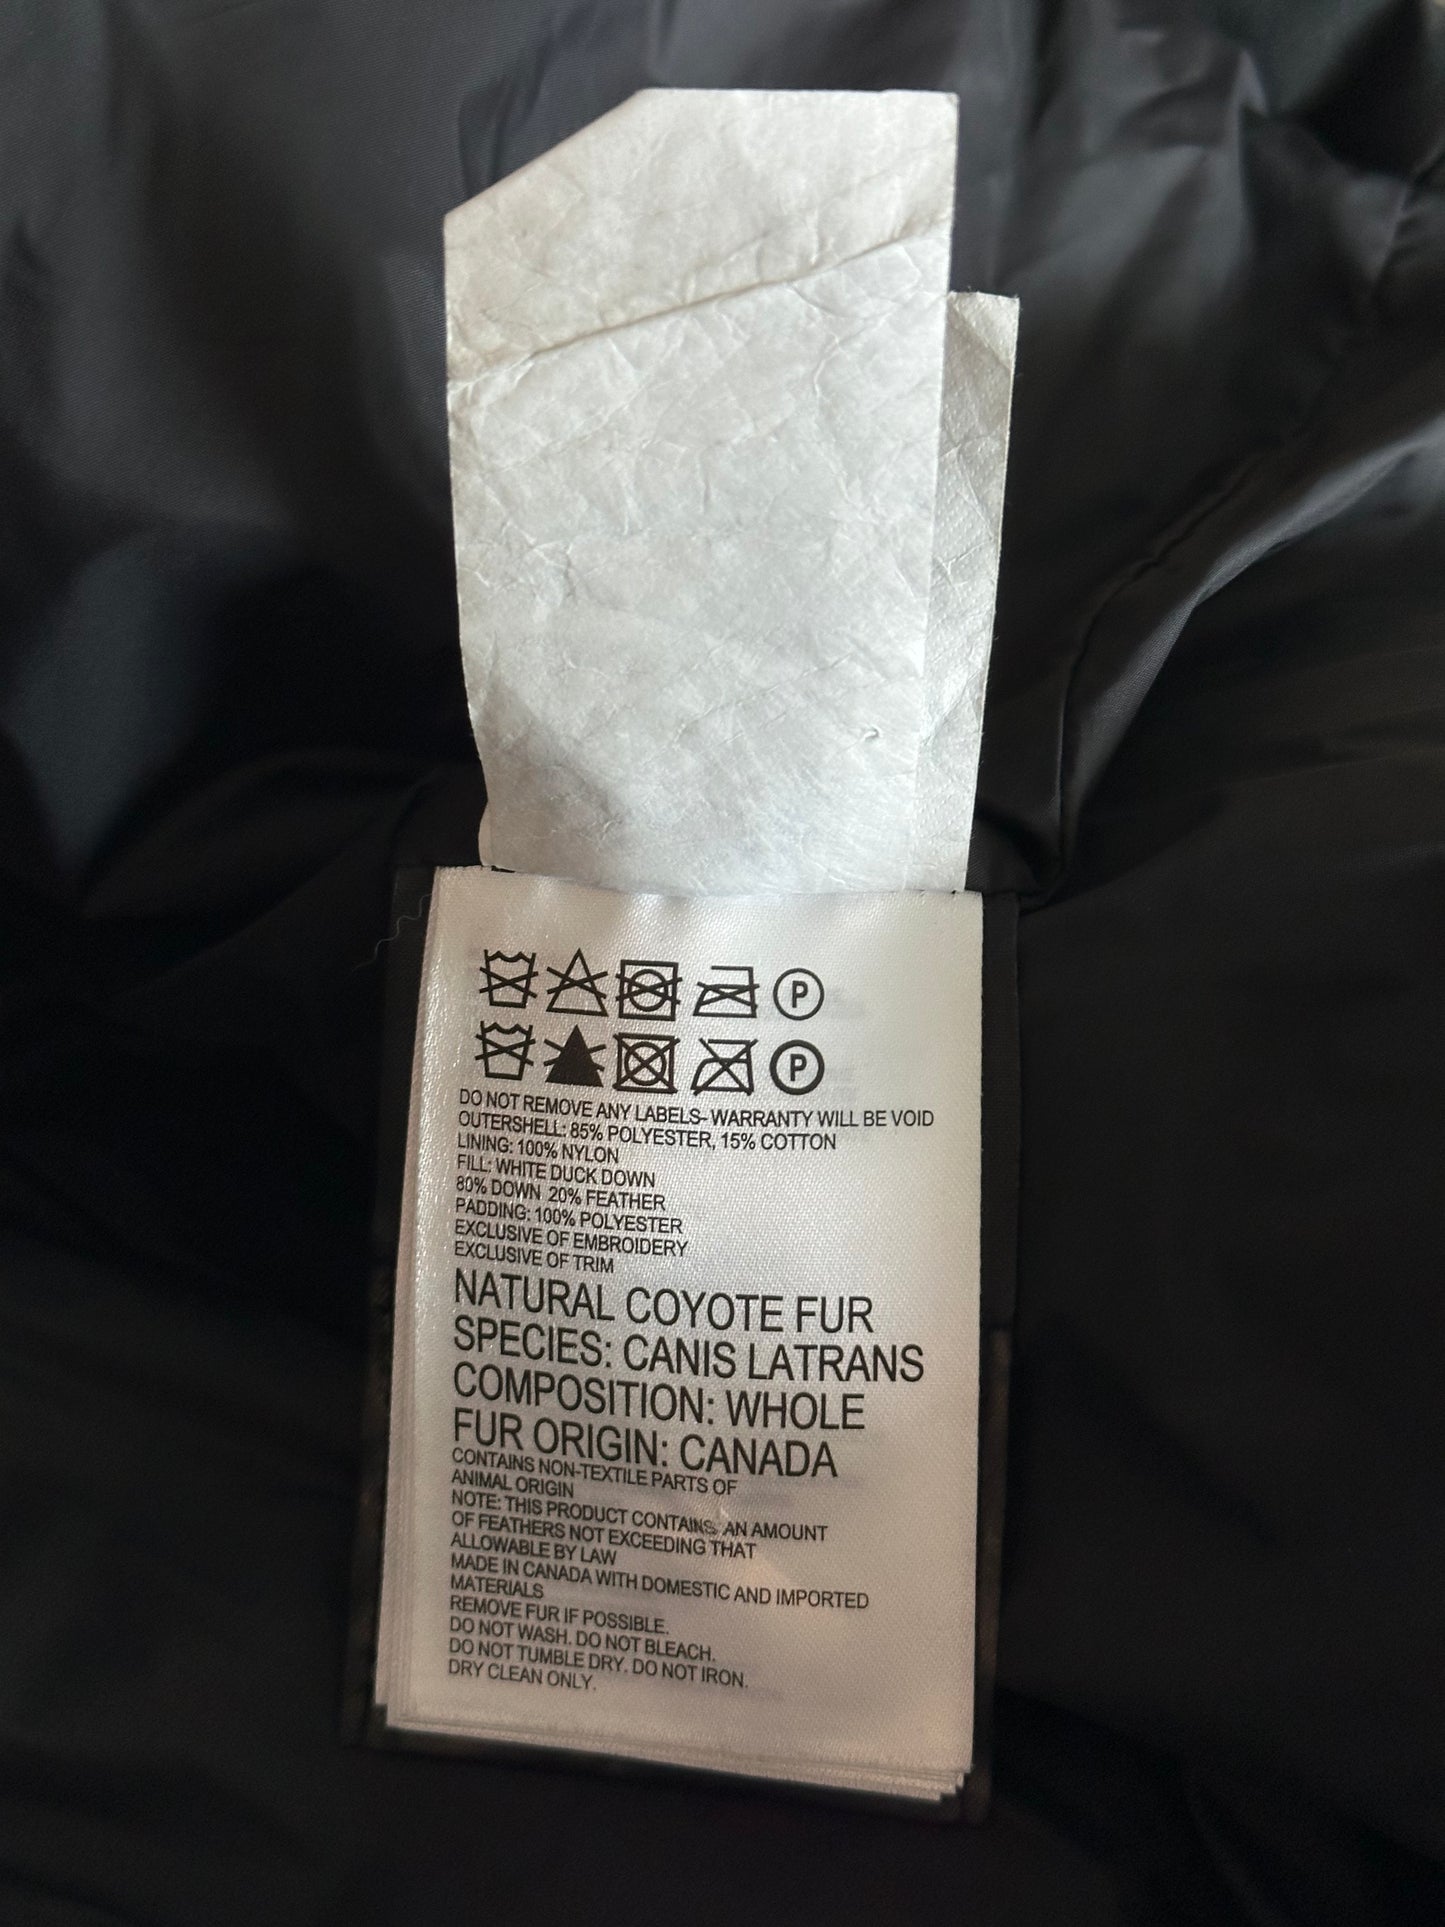 P
P
DO NOT REMOVE ANY LABELS- WARRANTY WILL BE VOID
OUTERSHELL: 85% POLYESTER, 15% COTTON
LINING: 100% NYLON
FILL: WHITE DUCK DOWN
80% DOWN 20% FEATHER
PADDING: 100% POLYESTER
EXCLUSIVE OF EMBROIDERY
EXCLUSIVE OF TRIM
NATURAL COYOTE FUR
SPECIES: CANIS LATRANS
COMPOSITION: WHOLE
FUR ORIGIN: CANADA
CONTAINS NON-TEXTILE PARTS OF
ANIMAL ORIGIN
NOTE: THIS PRODUCT CONTAINS AN AMOUNT
OF FEATHERS NOT EXCEEDING THAT
ALLOWABLE BY LAW
MADE IN CANADA WITH DOMESTIC AND IMPORTED
MATERIALS
REMOVE FUR IF POSSIBLE.
DO NOT WASH. DO NOT BLEACH.
DO NOT TUMBLE DRY. DO NOT IRON.
DRY CLEAN ONLY.